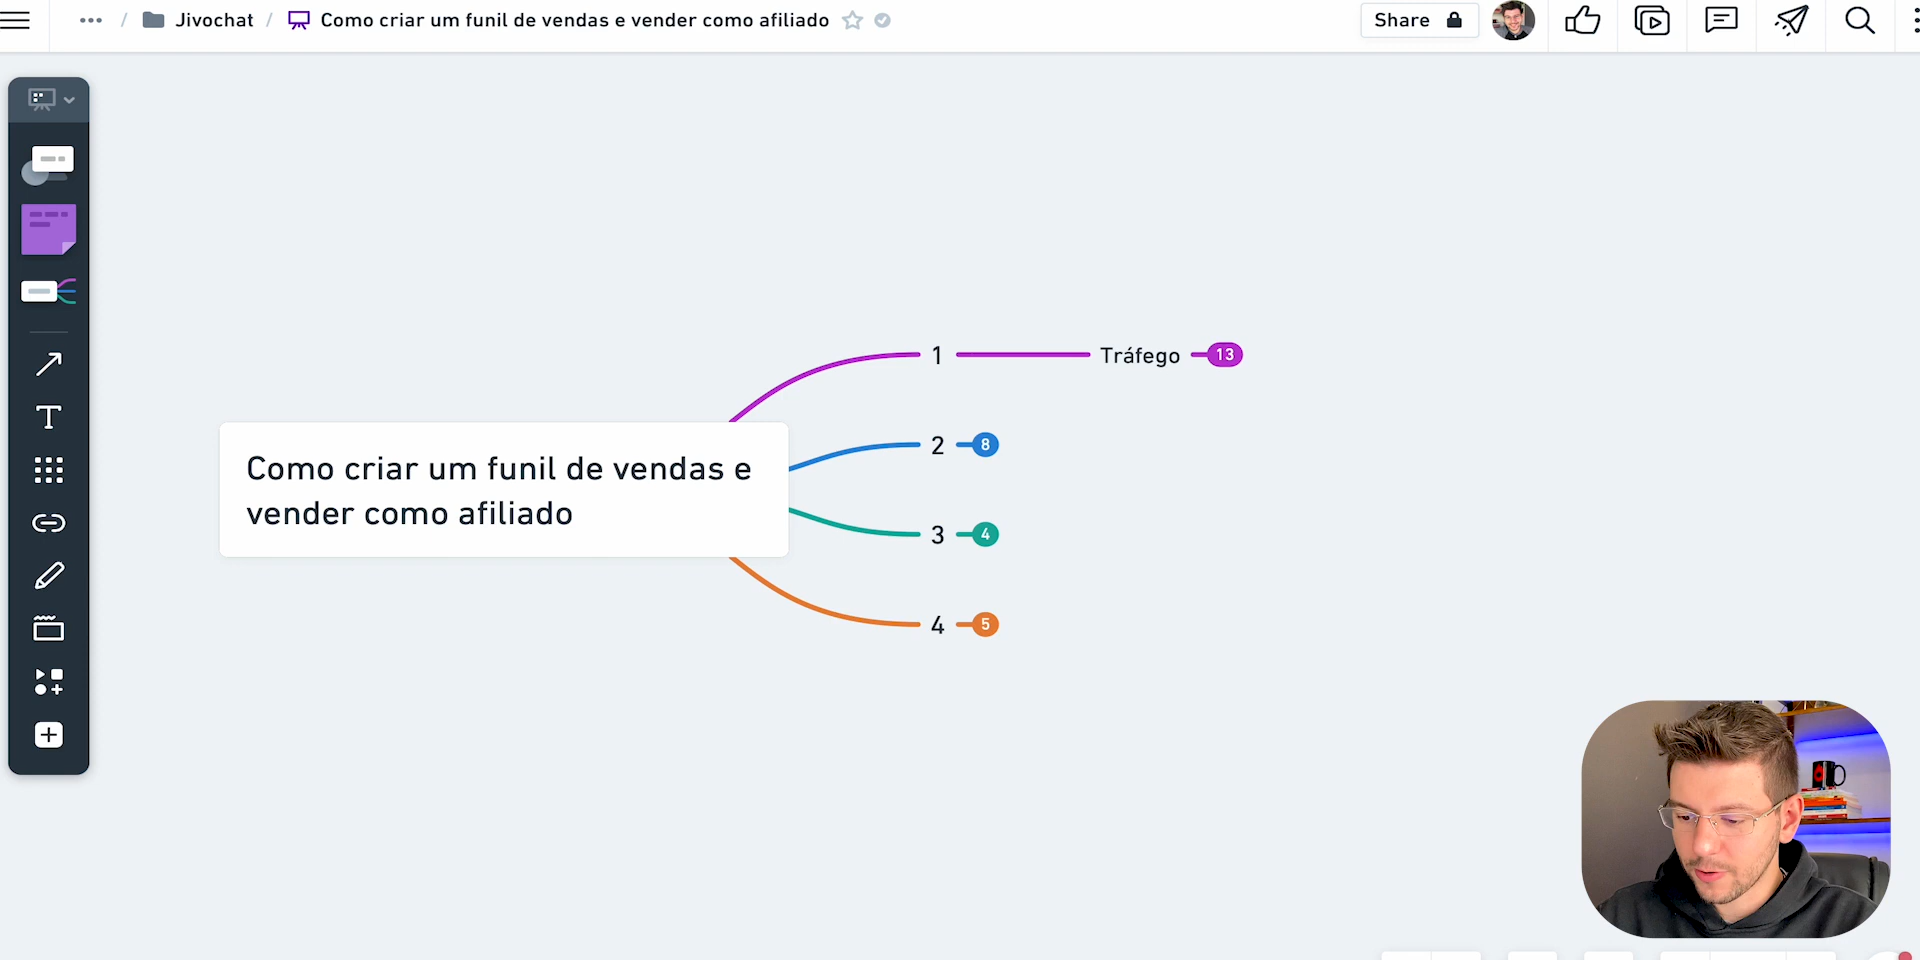 / Jivochat / Como criar um funil de vendas e vender como afiliado
Share
1 Tráfego 13
2 8
Como criar um funil de vendas e
vender como afiliado
3 4
4 5